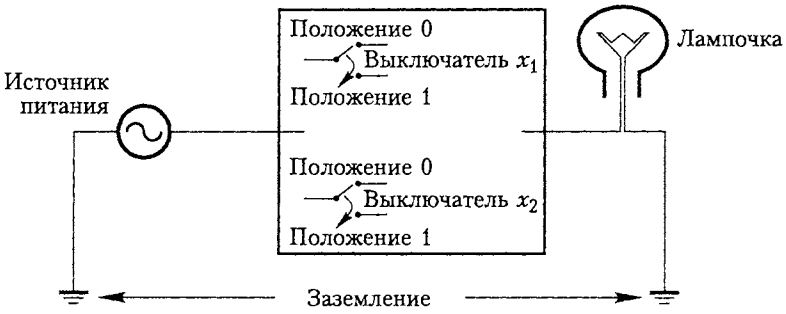 Положение 0
Выключатель x₁
Положение 1
Лампочка
Источник
питания
Положение 0
Выключатель x₂
Положение 1
Заземление